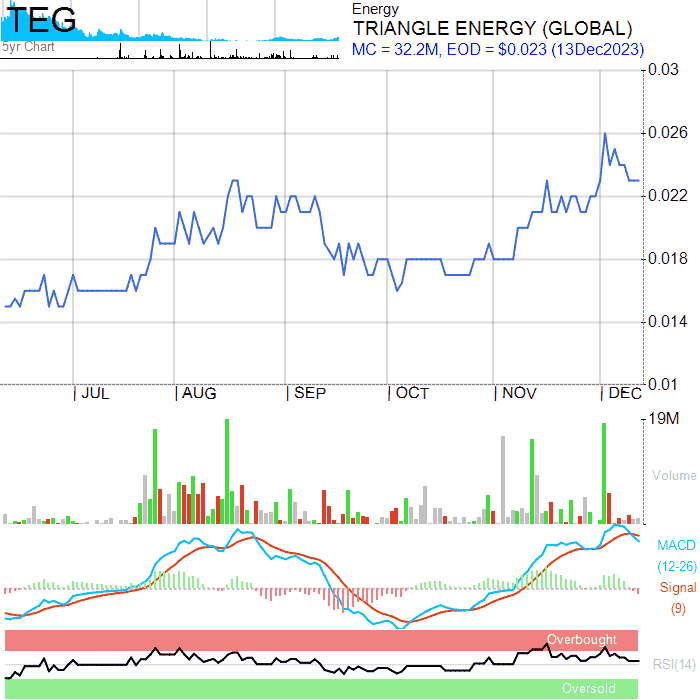 TEG
5yr Chart
Energy
TRIANGLE ENERGY (GLOBAL)
MC = 32.2M, EOD = $0.023 (13Dec2023)
0.03
0.026
0.022
0.018
0.014
0.01
JUL AUG SEP OCT NOV DEC
19M
Volume
MACD
(12-26)
Signal
(9)
Overbought
RSI(14)
Oversold